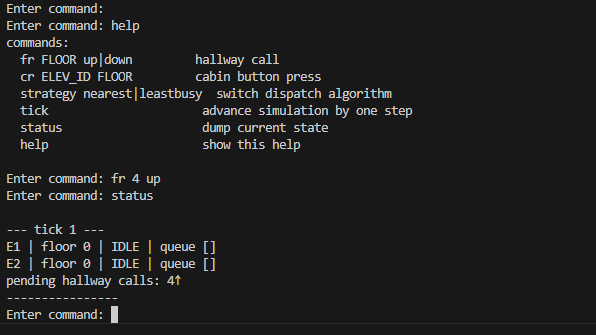 Enter command:
Enter command: help
commands:
  fr FLOOR up|down         hallway call
  cr ELEV_ID FLOOR         cabin button press
  strategy nearest|leastbusy  switch dispatch algorithm
  tick                      advance simulation by one step
  status                    dump current state
  help                      show this help

Enter command: fr 4 up
Enter command: status

--- tick 1 ---
E1 | floor 0 | IDLE | queue []
E2 | floor 0 | IDLE | queue []
pending hallway calls: 4↑
----------------
Enter command: